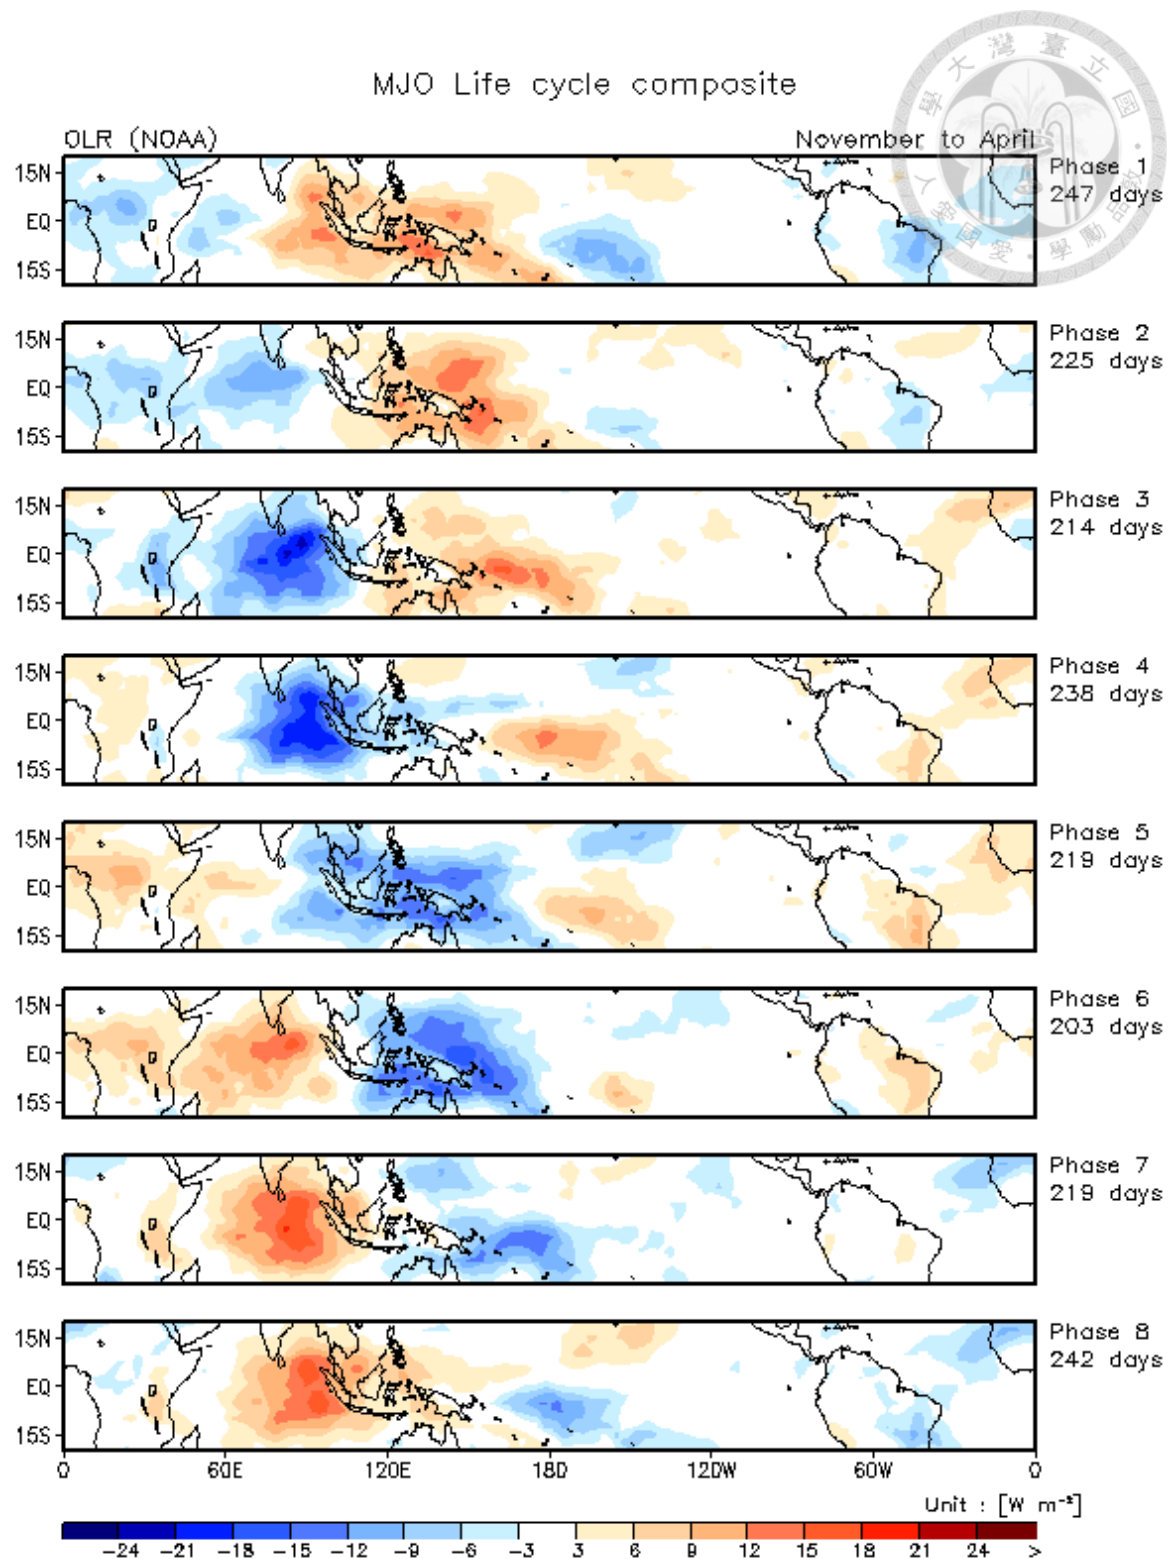 MJO Life cycle composite
OLR (NOAA)
November to April
15N
EQ
15S
Phase 1
247 days
15N
EQ
15S
Phase 2
225 days
15N
EQ
15S
Phase 3
214 days
15N
EQ
15S
Phase 4
238 days
15N
EQ
15S
Phase 5
219 days
15N
EQ
15S
Phase 6
203 days
15N
EQ
15S
Phase 7
219 days
15N
EQ
15S
Phase 8
242 days
0 60E 120E 180 120W 60W 0
Unit : [W m⁻²]
-24 -21 -18 -15 -12 -9 -6 -3 3 6 9 12 15 18 21 24 >